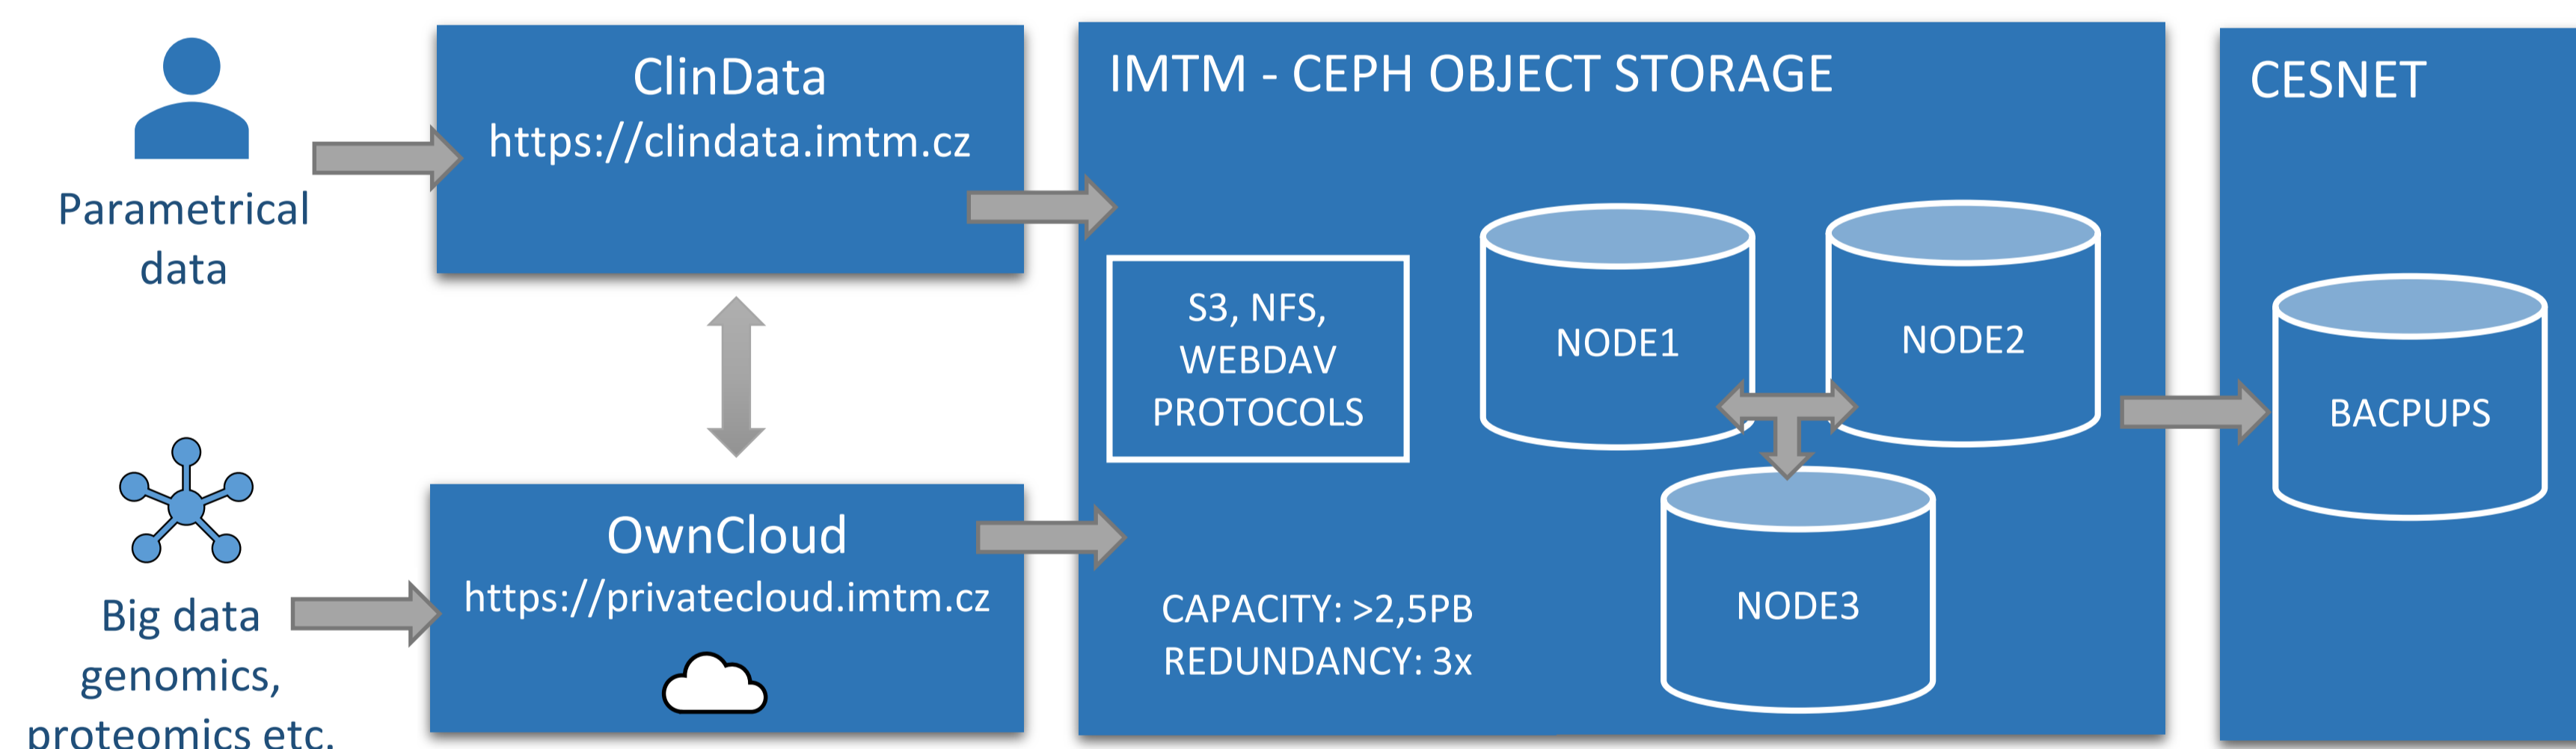 Parametrical
data
Big data
genomics,
proteomics etc.
ClinData
https://clindata.imtm.cz
OwnCloud
https://privatecloud.imtm.cz
IMTM - CEPH OBJECT STORAGE
S3, NFS,
WEBDAV
PROTOCOLS
NODE1
NODE2
NODE3
CAPACITY: >2,5PB
REDUNDANCY: 3x
CESNET
BACPUPS